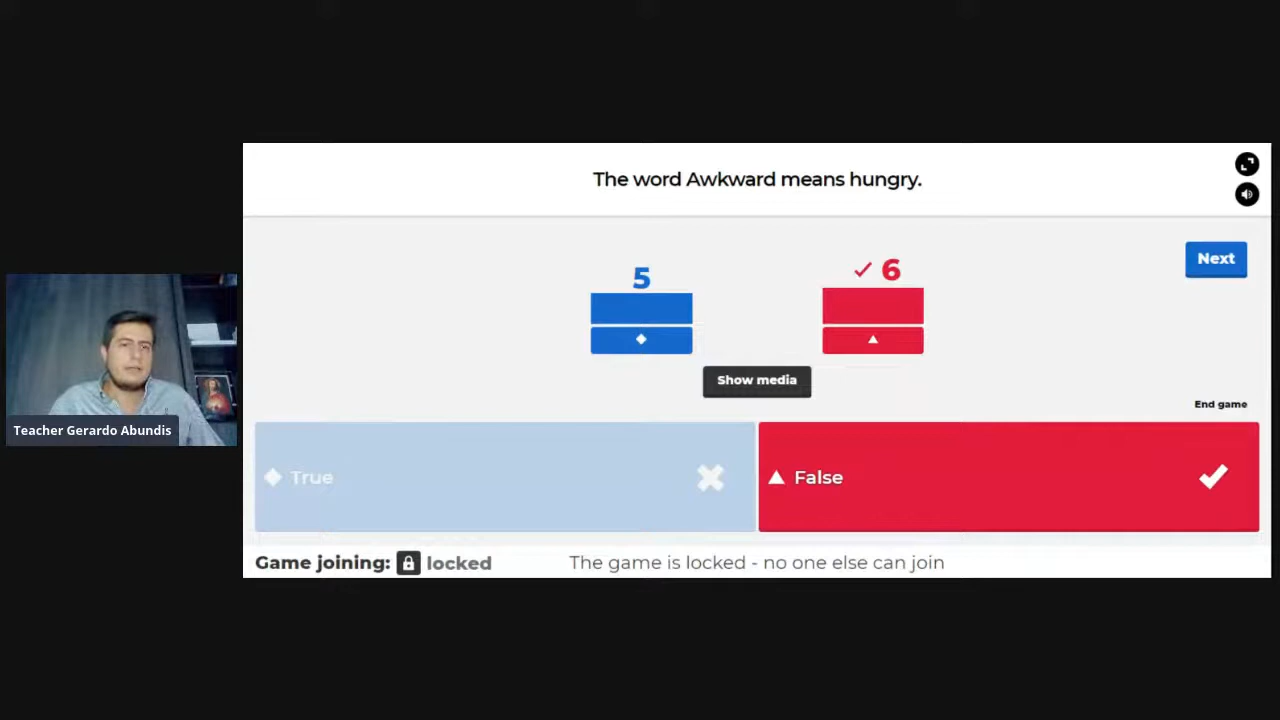 The word Awkward means hungry.
Next
5
6
Show media
End game
True
False
Teacher Gerardo Abundis
Game joining: locked
The game is locked - no one else can join